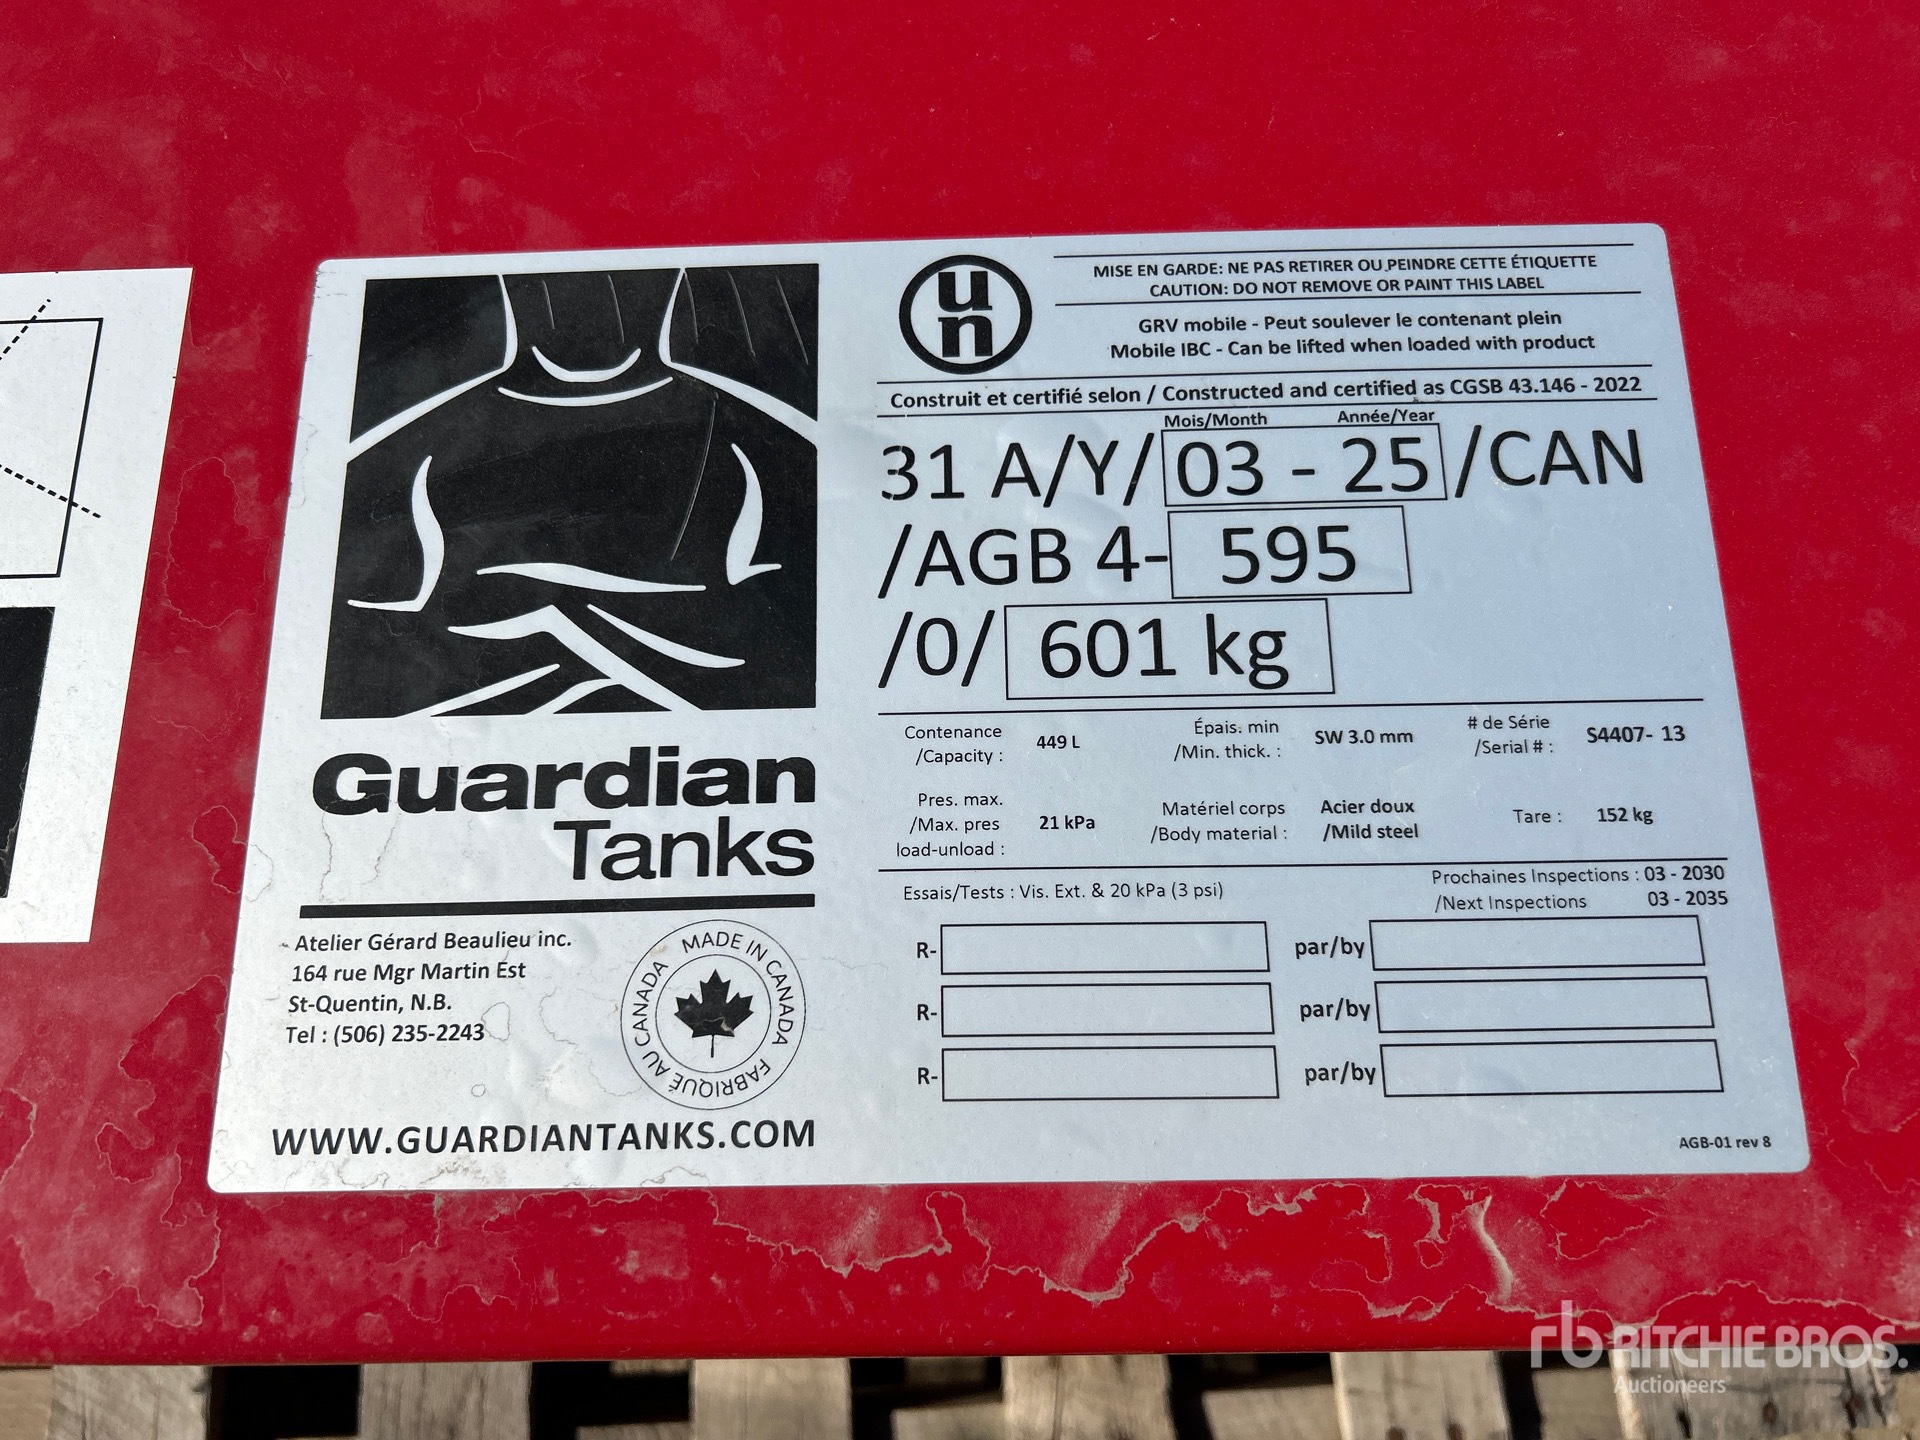 un
MISE EN GARDE: NE PAS RETIRER OU PEINDRE CETTE ÉTIQUETTE
CAUTION: DO NOT REMOVE OR PAINT THIS LABEL
GRV mobile - Peut soulever le contenant plein
Mobile IBC - Can be lifted when loaded with product
Construit et certifié selon / Constructed and certified as CGSB 43.146 - 2022
Mois/Month Année/Year
31 A/Y/ 03 - 25 /CAN
/AGB 4- 595
/0/ 601 kg
Contenance
/Capacity : 449 L
Épais. min
/Min. thick. : SW 3.0 mm
# de Série
/Serial # : S4407- 13
Pres. max.
/Max. pres
load-unload : 21 kPa
Matériel corps
/Body material :
Acier doux
/Mild steel
Tare : 152 kg
Essais/Tests : Vis. Ext. & 20 kPa (3 psi)
Prochaines Inspections : 03 - 2030
/Next Inspections 03 - 2035
R- par/by
R- par/by
R- par/by
AGB-01 rev 8
Guardian
Tanks
Atelier Gérard Beaulieu inc.
164 rue Mgr Martin Est
St-Quentin, N.B.
Tel : (506) 235-2243
MADE IN CANADA
FABRIQUÉ AU CANADA
WWW.GUARDIANTANKS.COM
rb RITCHIE BROS.
Auctioneers